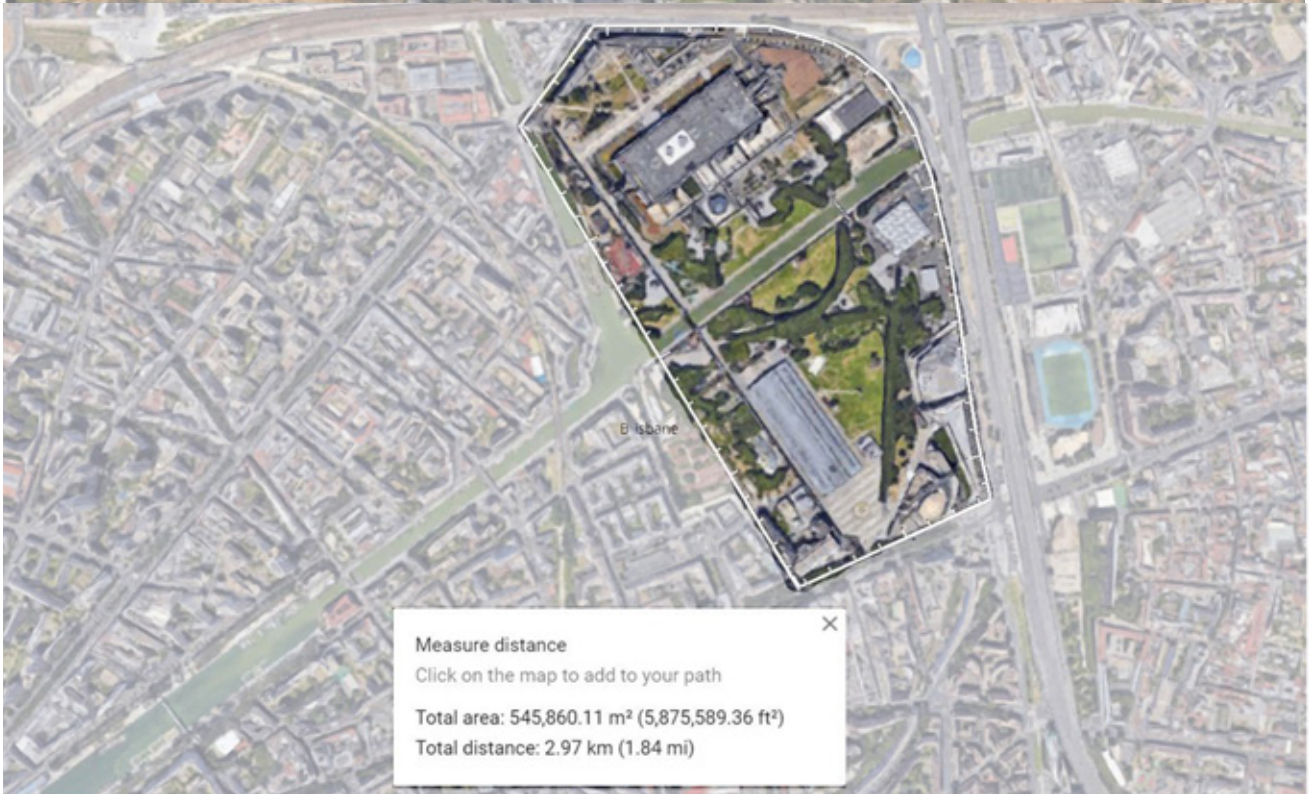 B isbane
Measure distance
Click on the map to add to your path
Total area: 545,860.11 m² (5,875,589.36 ft²)
Total distance: 2.97 km (1.84 mi)